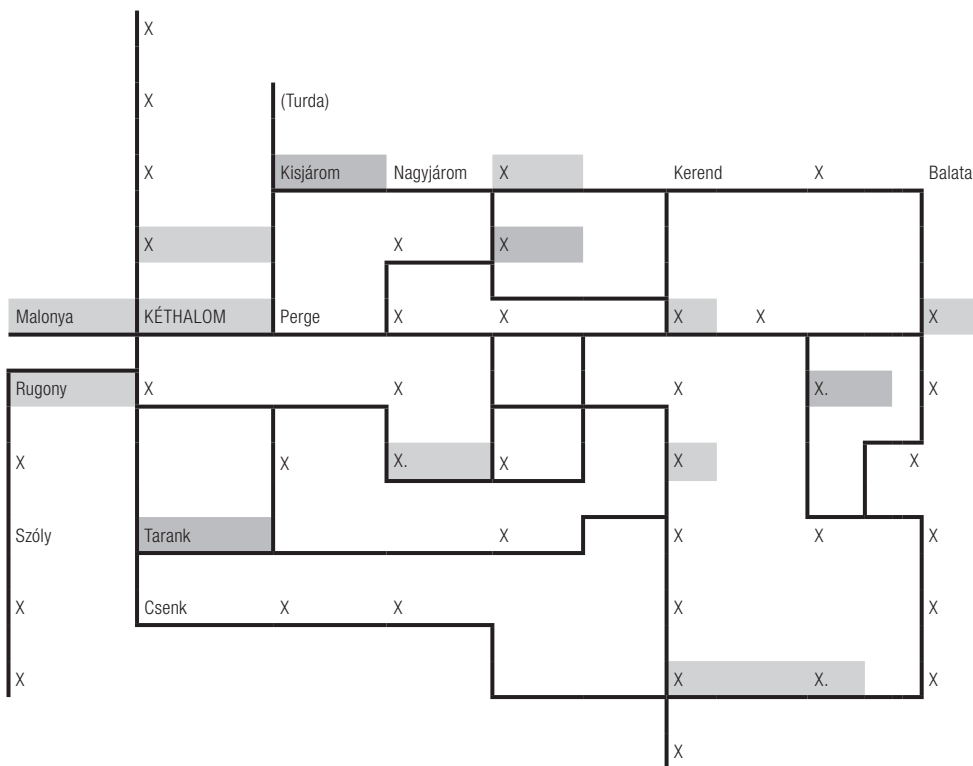 X
X (Turda)
X Kisjárom Nagyjárom X Kerend X Balata
X X X
Malonya KÉTHALOM Perge X X X X X
Rugony X X X X. X
X X X. X X X
Szóly Tarank X X X X
X Csenk X X X X
X X X. X
X